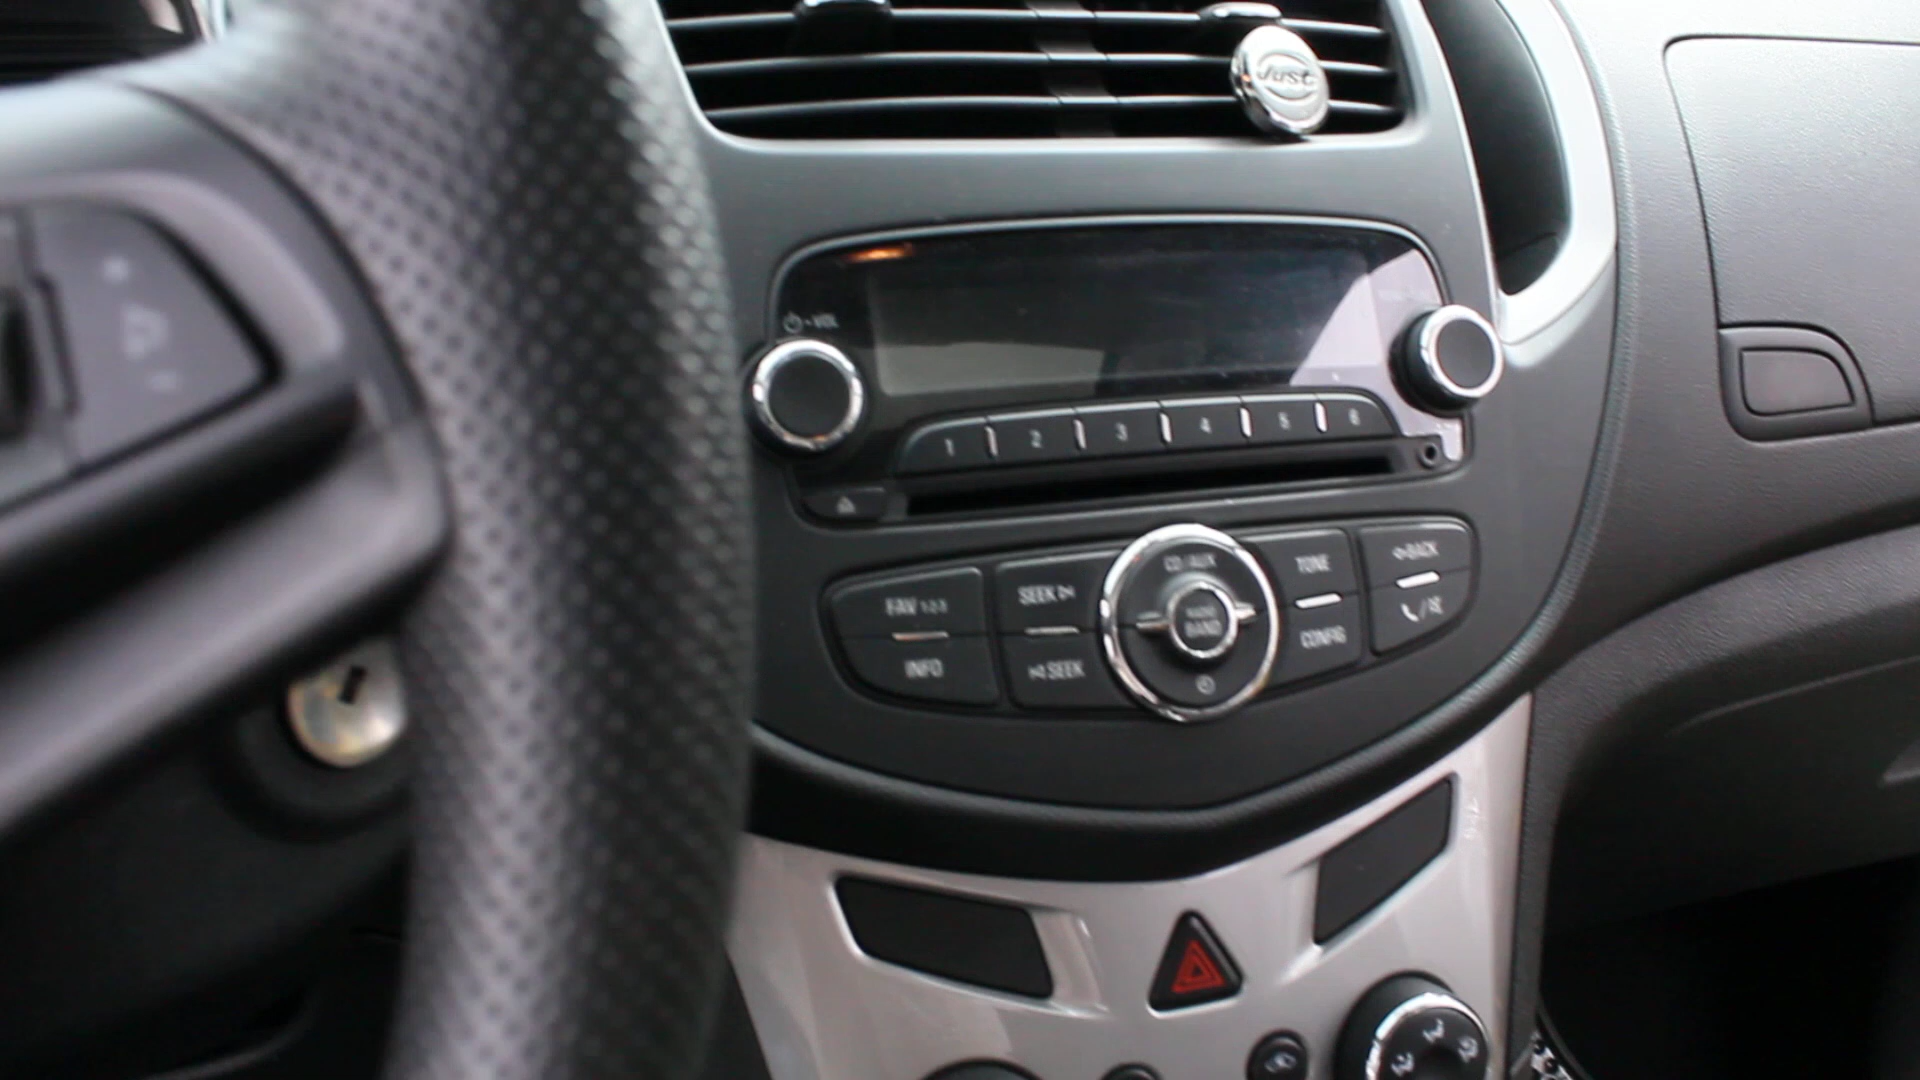 Just
VOL
1 2 3 4 5 6
FAV 1-2-3
INFO
SEEK
SEEK
CD/AUX
RADIO
BAND
TONE
CONFIG
BACK